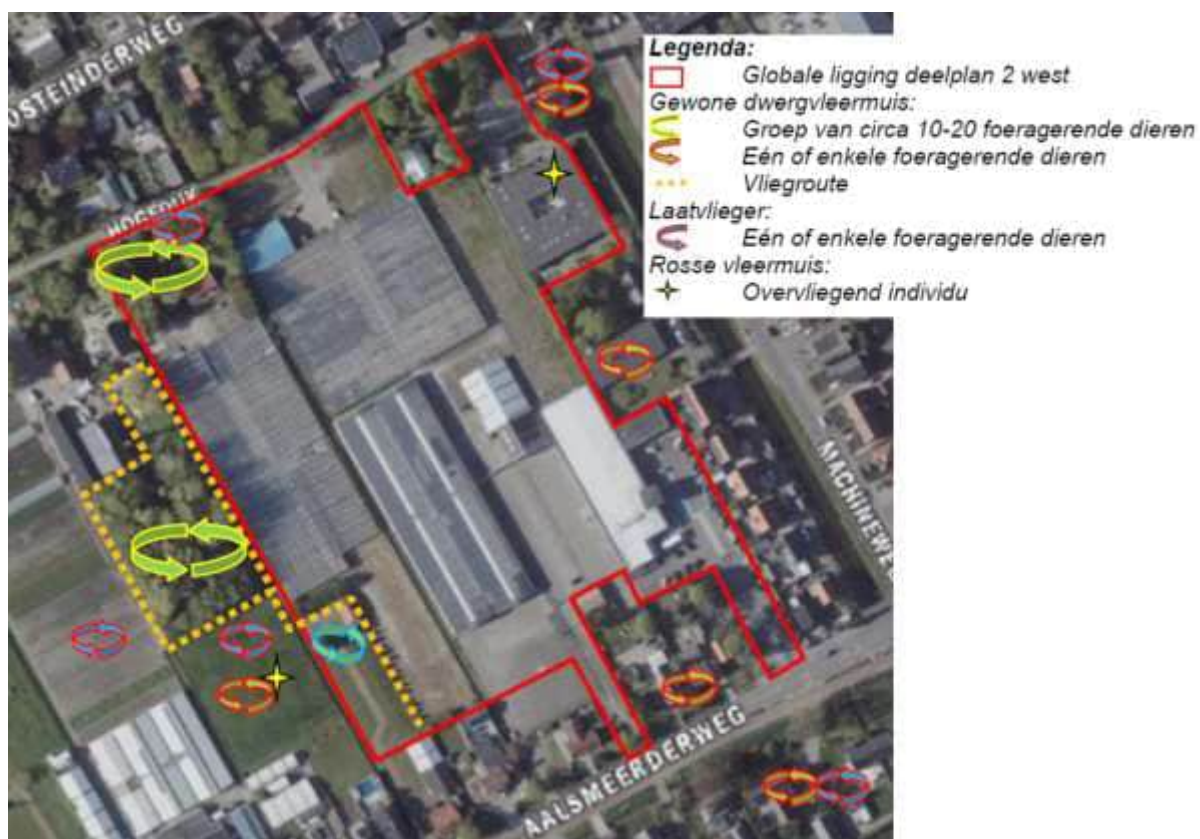 OOSTEINDERWEG
HOGEDIJK
MACHINEWEG
AALSMEERDERWEG
Legenda:
Globale ligging deelplan 2 west
Gewone dwergvleermuis:
Groep van circa 10-20 foeragerende dieren
Eén of enkele foeragerende dieren
Vliegroute
Laatvlieger:
Eén of enkele foeragerende dieren
Rosse vleermuis:
Overvliegend individu